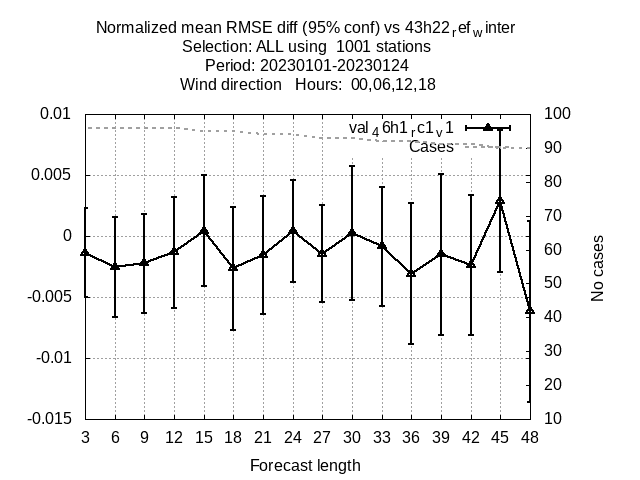 Normalized mean RMSE diff (95% conf) vs 43h22refwinter
Selection: ALL using 1001 stations
Period: 20230101-20230124
Wind direction Hours: 00,06,12,18
val46h1rc1v1
Cases
0.01
0.005
0
-0.005
-0.01
-0.015
100
90
80
70
60
50
40
30
20
10
No cases
3 6 9 12 15 18 21 24 27 30 33 36 39 42 45 48
Forecast length